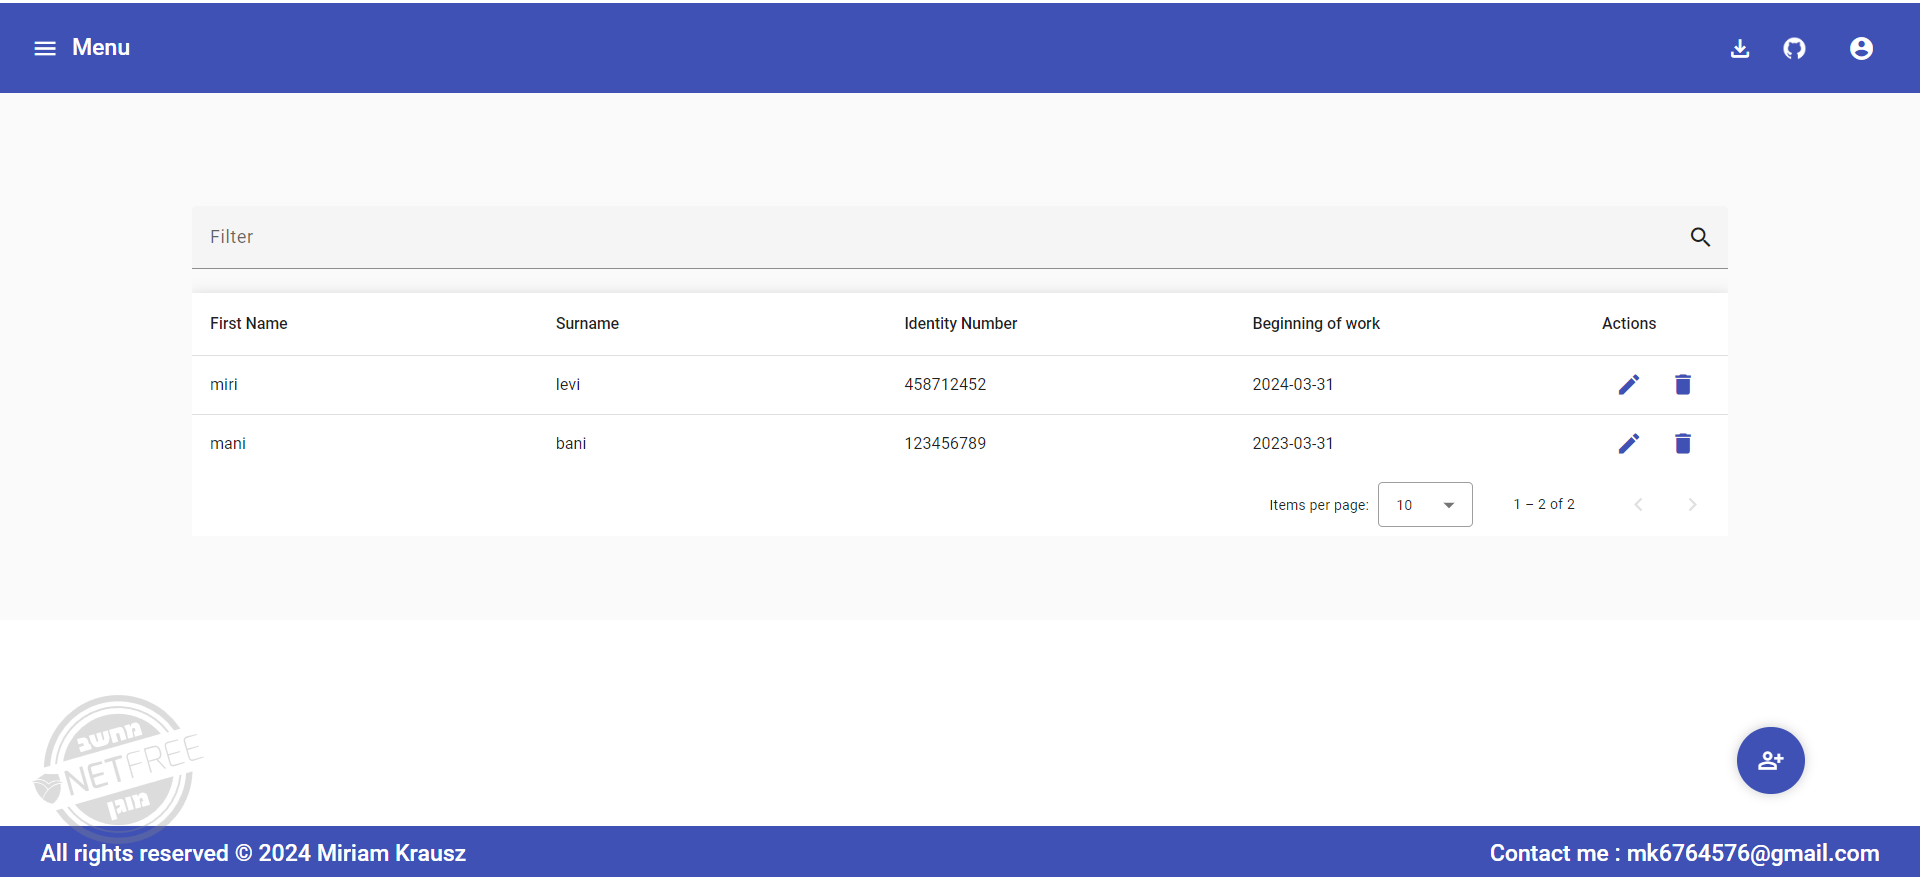 Menu
Filter
First Name Surname Identity Number Beginning of work Actions
miri levi 458712452 2024-03-31
mani bani 123456789 2023-03-31
Items per page: 10 1 – 2 of 2
מחשב
NETFREE
מוגן
All rights reserved © 2024 Miriam Krausz Contact me : mk6764576@gmail.com